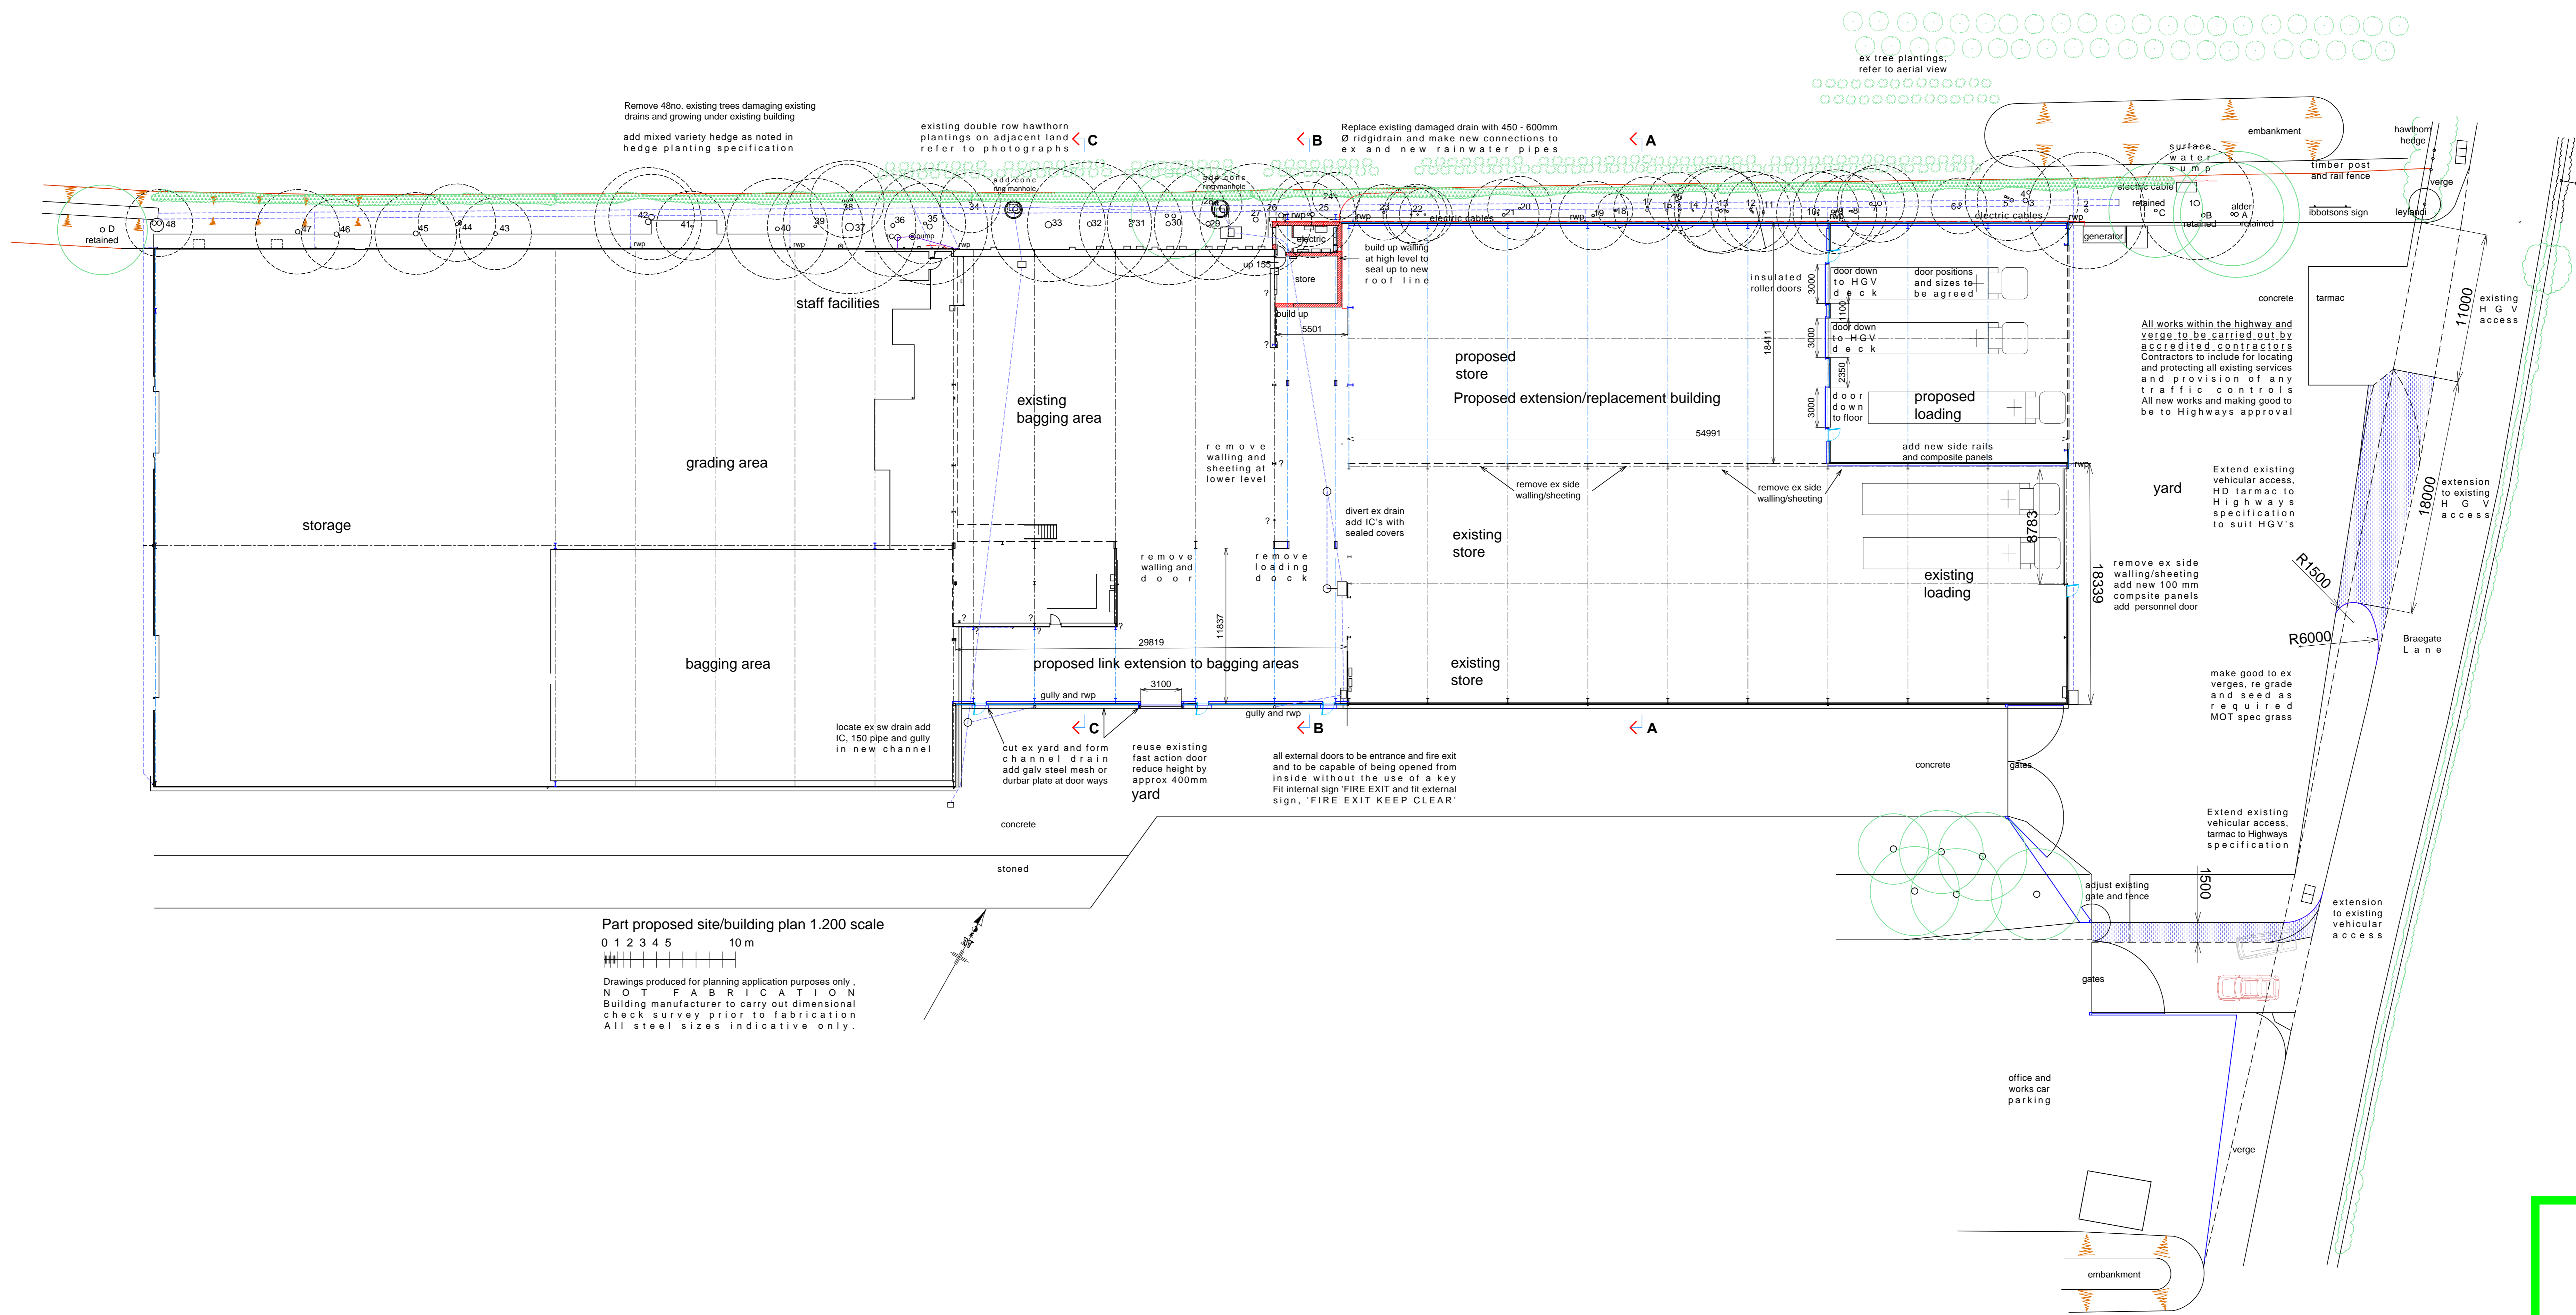 ex tree plantings,
refer to aerial view
Remove 48no. existing trees damaging existing
drains and growing under existing building
add mixed variety hedge as noted in
hedge planting specification
existing double row hawthorn
plantings on adjacent land
refer to photographs
C
B
Replace existing damaged drain with 450 - 600mm
Ø ridgidrain and make new connections to
ex and new rainwater pipes
A
embankment
hawthorn
hedge
surface
water
sump
timber post
and rail fence
verge
add conc
ring manhole
add conc
ring manhole
electric cable
retained
C
10
B
retained
alder
A
retained
ibbotsons sign
leylandi
D
retained
48
47
46
45
44
43
42
41
40
39
38
37
36
35
34
33
32
31
30
29
28
27
26
25
24
23
22
21
20
19
18
17
16
14
13
12
11
10
8
7
6
5
4
3
2
IC
pump
rwp
rwp
rwp
rwp
rwp
rwp
rwp
electric cables
electric cables
generator
electric
store
up 155
build up
5501
build up walling
at high level to
seal up to new
roof line
insulated
roller doors
door down
to HGV
deck
door positions
and sizes to
be agreed
door down
to HGV
deck
door
down
to floor
3000
1100
3000
2350
3000
18411
concrete
tarmac
11000
existing
HGV
access
All works within the highway and
verge to be carried out by
accredited contractors
Contractors to include for locating
and protecting all existing services
and provision of any
traffic controls
All new works and making good to
be to Highways approval
staff facilities
existing
bagging area
proposed
store
Proposed extension/replacement building
proposed
loading
54991
add new side rails
and composite panels
rwp
grading area
remove
walling and
sheeting at
lower level
remove ex side
walling/sheeting
remove ex side
walling/sheeting
yard
Extend existing
vehicular access,
HD tarmac to
Highways
specification
to suit HGV's
18000
extension
to existing
HGV
access
storage
divert ex drain
add IC's with
sealed covers
existing
store
8783
18339
remove
walling and
door
remove
loading
dock
existing
loading
remove ex side
walling/sheeting
add new 100 mm
compsite panels
add personnel door
R1500
R6000
Braegate
Lane
?
?
?
?
?
?
?
?
?
11837
29819
bagging area
proposed link extension to bagging areas
existing
store
3100
gully and rwp
gully and rwp
make good to ex
verges, re grade
and seed as
required
MOT spec grass
locate ex sw drain add
IC, 150 pipe and gully
in new channel
C
B
A
cut ex yard and form
channel drain
add galv steel mesh or
durbar plate at door ways
reuse existing
fast action door
reduce height by
approx 400mm
yard
all external doors to be entrance and fire exit
and to be capable of being opened from
inside without the use of a key
Fit internal sign 'FIRE EXIT and fit external
sign, 'FIRE EXIT KEEP CLEAR'
concrete
gates
concrete
stoned
Extend existing
vehicular access,
tarmac to Highways
specification
adjust existing
gate and fence
1500
extension
to existing
vehicular
access
Part proposed site/building plan 1.200 scale
0 1 2 3 4 5 10 m
Drawings produced for planning application purposes only ,
NOT FABRICATION
Building manufacturer to carry out dimensional
check survey prior to fabrication
All steel sizes indicative only.
gates
office and
works car
parking
verge
embankment